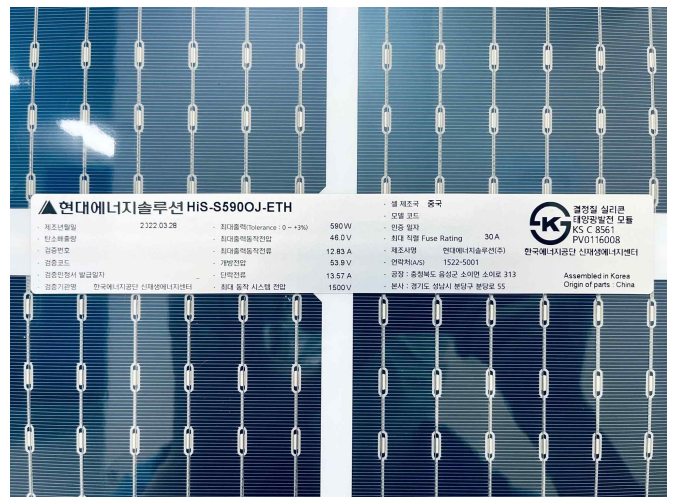 현대에너지솔루션 HiS-S590OJ-ETH
· 제조년월일 2022.03.28
· 탄소배출량
· 검증번호
· 검증코드
· 검증인정서 발급일자
· 검증기관명 한국에너지공단 신재생에너지센터
· 최대출력(Tolerance : 0 ~ +3%) 590W
· 최대출력동작전압 46.0V
· 최대출력동작전류 12.83 A
· 개방전압 53.9 V
· 단락전류 13.57 A
· 최대 동작 시스템 전압 1500V
· 셀 제조국 중국
· 모델 코드
· 인증 일자
· 최대 직렬 Fuse Rating 30 A
· 제조자명 현대에너지솔루션(주)
· 연락처(A/S) 1522-5001
· 공장 : 충청북도 음성군 소이면 소이로 313
· 본사 : 경기도 성남시 분당구 분당로 55
K
결정질 실리콘
태양광발전 모듈
KS C 8561
PV0116008
한국에너지공단 신재생에너지센터
Assembled in Korea
Origin of parts : China